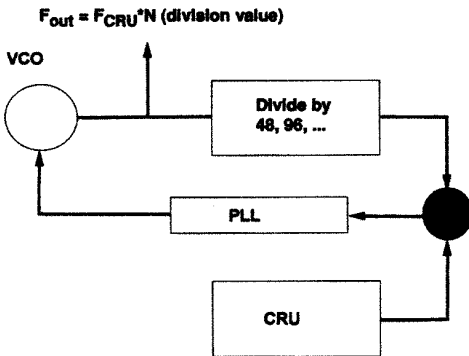 Fout = FCRU*N (division value)
VCO
Divide by
48, 96, ...
PLL
CRU